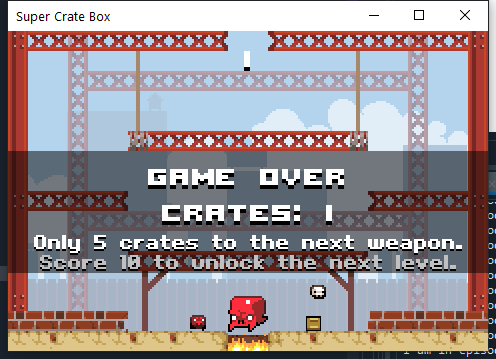 Super Crate Box
1
GAME OVER
CRATES: 1
Only 5 crates to the next weapon.
Score 10 to unlock the next level.